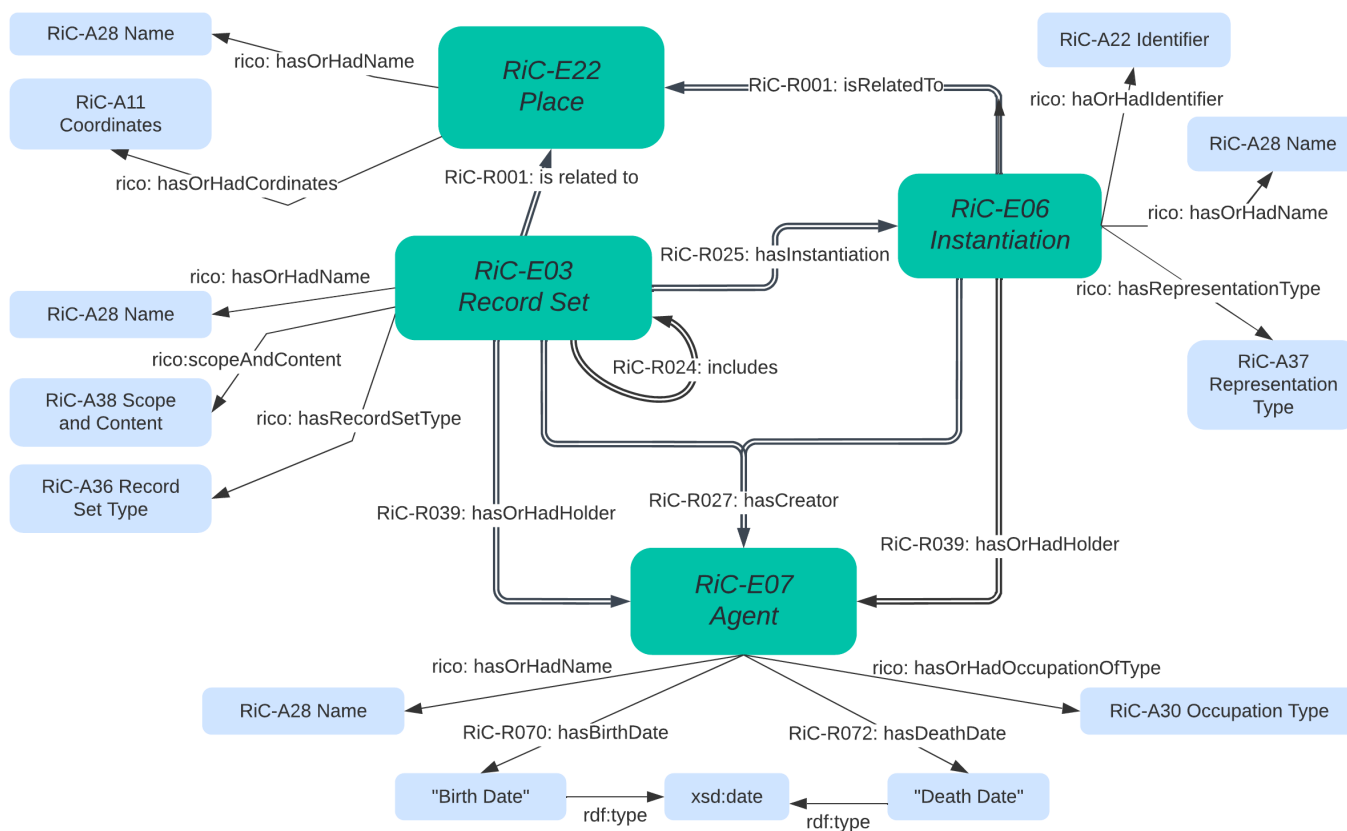 RiC-A28 Name
rico: hasOrHadName
RiC-E22
Place
RiC-R001: isRelatedTo
RiC-A22 Identifier
rico: haOrHadIdentifier
RiC-A11
Coordinates
rico: hasOrHadCordinates
RiC-R001: is related to
RiC-A28 Name
rico: hasOrHadName
RiC-E06
Instantiation
RiC-R025: hasInstantiation
rico: hasOrHadName
RiC-E03
Record Set
RiC-A28 Name
rico: hasRepresentationType
rico:scopeAndContent
RiC-R024: includes
RiC-A37
Representation
Type
RiC-A38 Scope
and Content
rico: hasRecordSetType
RiC-A36 Record
Set Type
RiC-R039: hasOrHadHolder
RiC-R027: hasCreator
RiC-R039: hasOrHadHolder
RiC-E07
Agent
rico: hasOrHadName
rico: hasOrHadOccupationOfType
RiC-A28 Name
RiC-R070: hasBirthDate
RiC-R072: hasDeathDate
RiC-A30 Occupation Type
"Birth Date"
rdf:type
xsd:date
rdf:type
"Death Date"